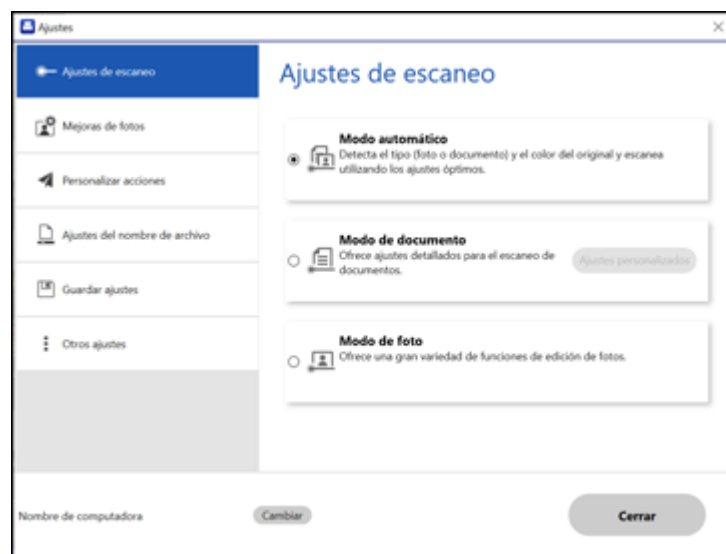 Ajustes
Ajustes de escaneo
Mejoras de fotos
Personalizar acciones
Ajustes del nombre de archivo
Guardar ajustes
Otros ajustes
Ajustes de escaneo
Modo automático
Detecta el tipo (foto o documento) y el color del original y escanea
utilizando los ajustes óptimos.
Modo de documento
Ofrece ajustes detallados para el escaneo de
documentos.
Ajustes personalizados
Modo de foto
Ofrece una gran variedad de funciones de edición de fotos.
Nombre de computadora
Cambiar
Cerrar